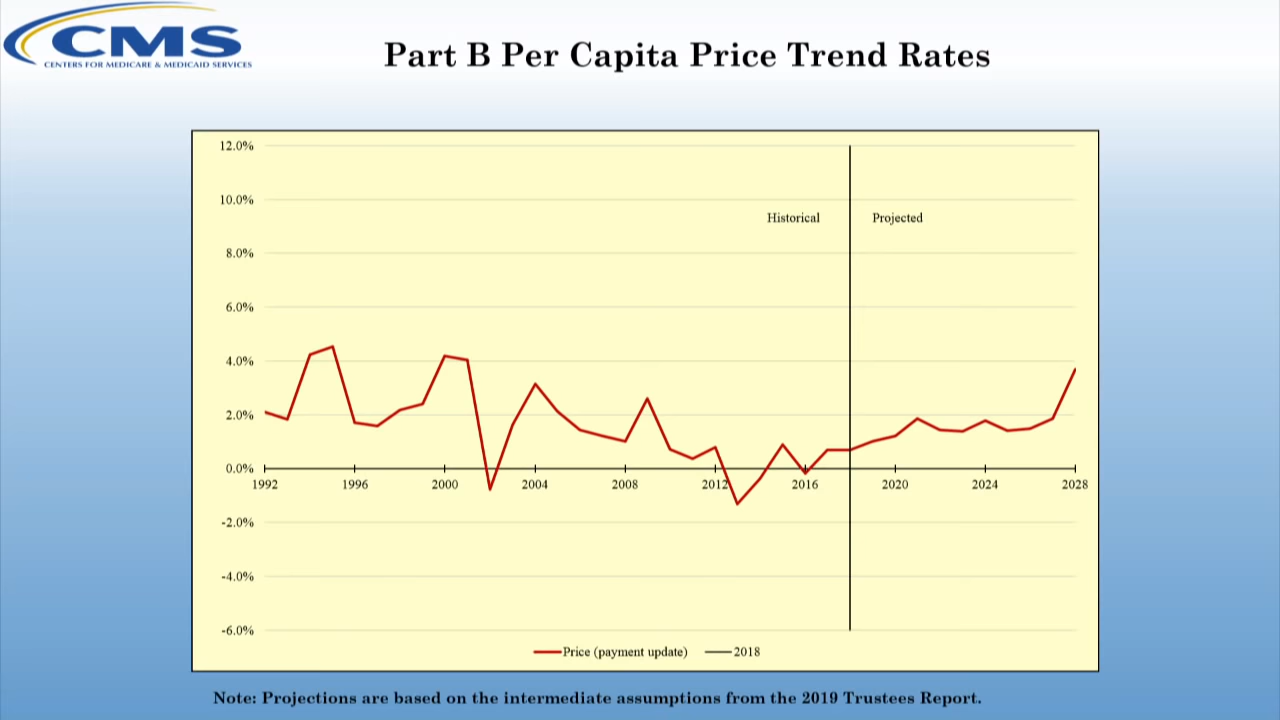 CMS
CENTERS FOR MEDICARE & MEDICAID SERVICES
Part B Per Capita Price Trend Rates
12.0%
10.0%
Historical Projected
8.0%
6.0%
4.0%
2.0%
0.0%
1992 1996 2000 2004 2008 2012 2016 2020 2024 2028
-2.0%
-4.0%
-6.0%
Price (payment update) 2018
Note: Projections are based on the intermediate assumptions from the 2019 Trustees Report.